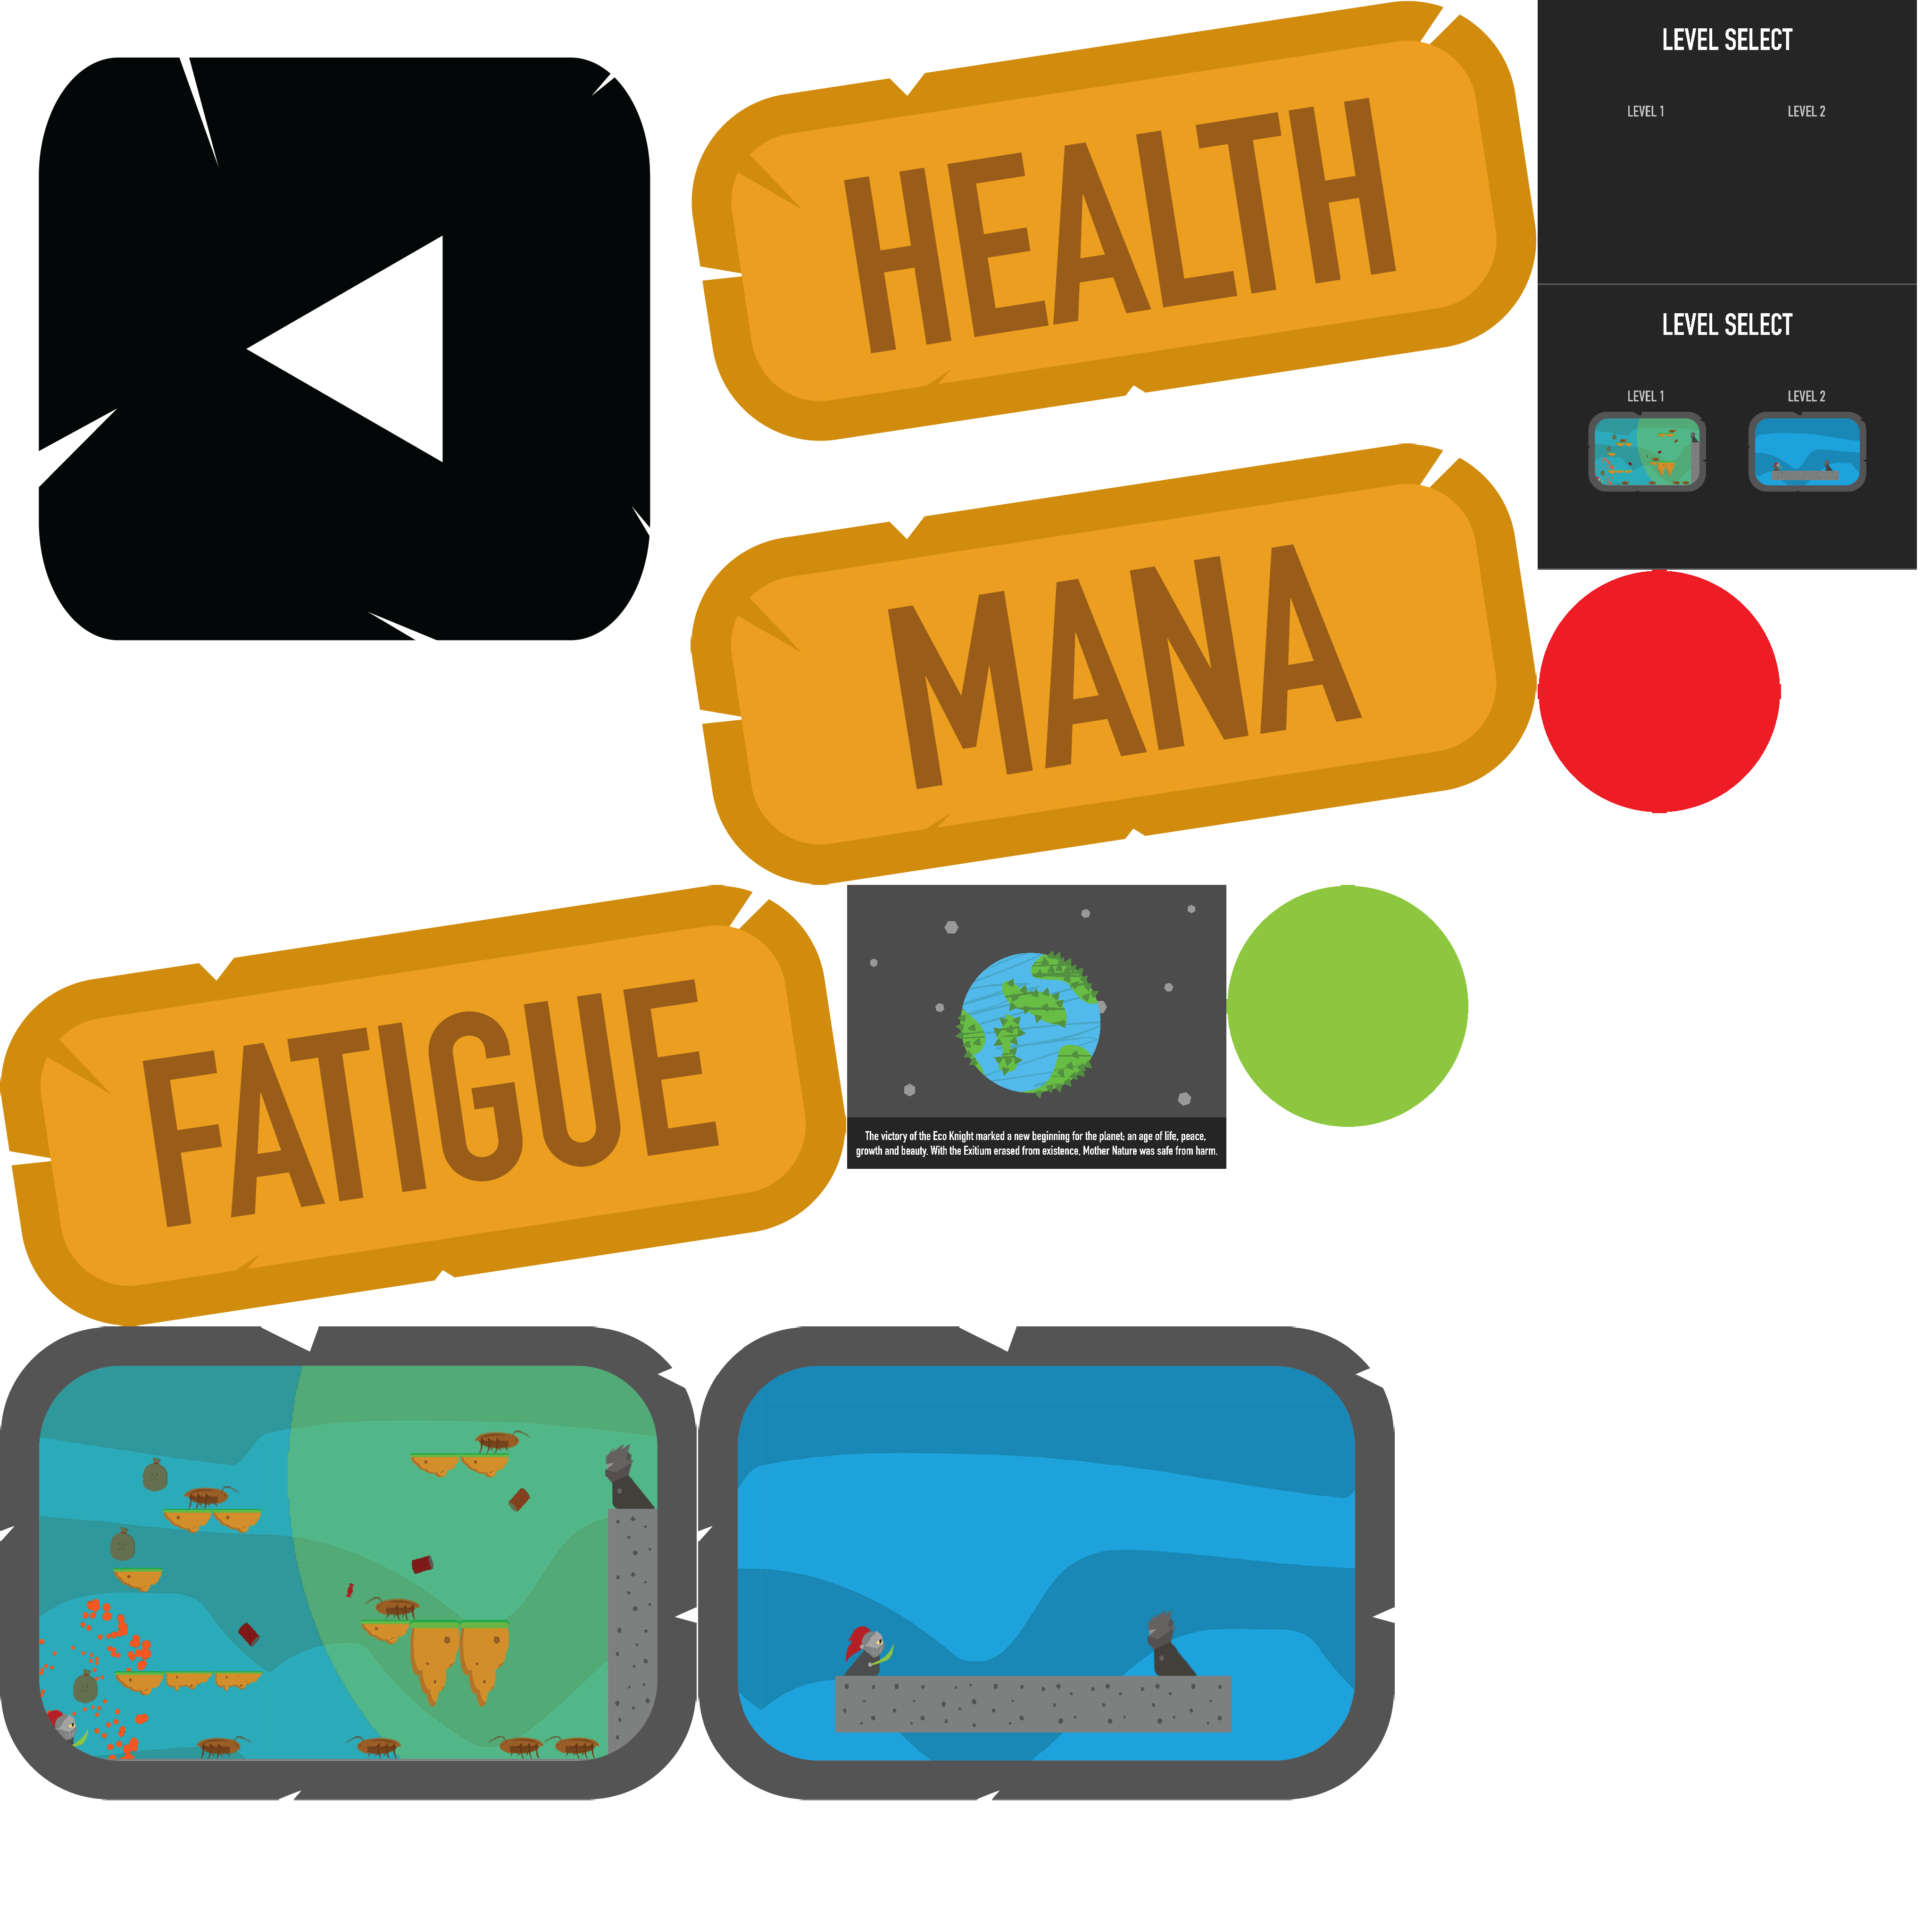 HEALTH
LEVEL SELECT
LEVEL 1
LEVEL 2
LEVEL SELECT
LEVEL 1
LEVEL 2
MANA
FATIGUE
The victory of the Eco Knight marked a new beginning for the planet; an age of life, peace,
growth and beauty. With the Exitium erased from existence, Mother Nature was safe from harm.